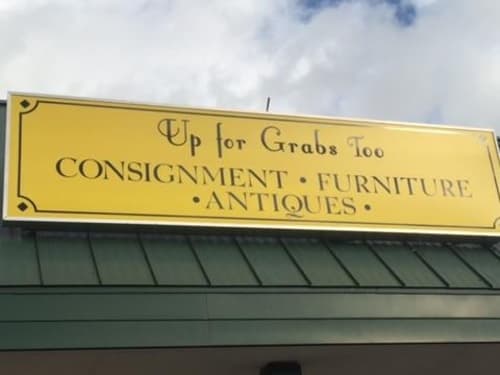 Up for Grabs Too
CONSIGNMENT • FURNITURE
• ANTIQUES •